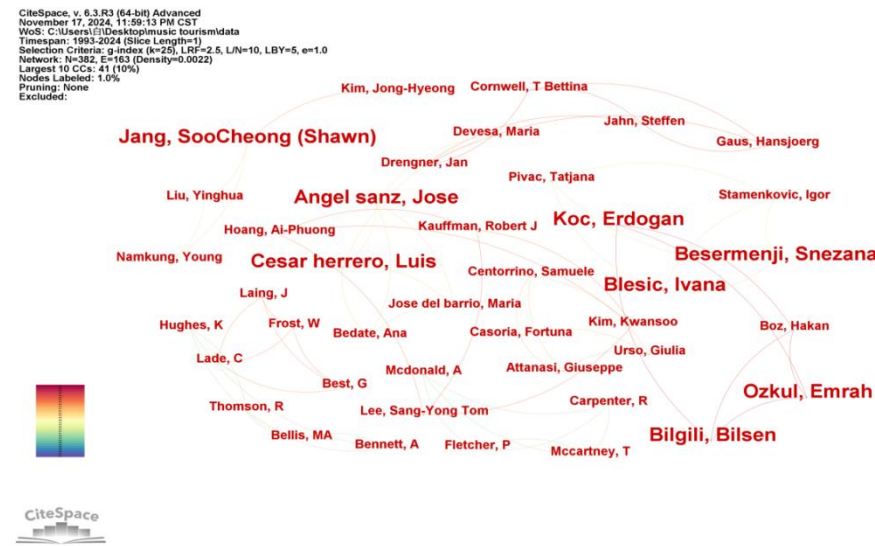 CiteSpace, v. 6.3.R3 (64-bit) Advanced
November 17, 2024, 11:59:13 PM CST
WoS: C:\Users\白\Desktop\music tourism\data
Timespan: 1993-2024 (Slice Length=1)
Selection Criteria: g-index (k=25), LRF=2.5, L/N=10, LBY=5, e=1.0
Network: N=382, E=163 (Density=0.0022)
Largest 10 CCs: 41 (10%)
Nodes Labeled: 1.0%
Pruning: None
Excluded:
Kim, Jong-Hyeong
Cornwell, T Bettina
Jahn, Steffen
Jang, SooCheong (Shawn)
Devesa, Maria
Gaus, Hansjoerg
Drengner, Jan
Pivac, Tatjana
Liu, Yinghua
Angel sanz, Jose
Stamenkovic, Igor
Hoang, Ai-Phuong
Kauffman, Robert J
Koc, Erdogan
Namkung, Young
Cesar herrero, Luis
Besermenji, Snezana
Centorrino, Samuele
Blesic, Ivana
Laing, J
Jose del barrio, Maria
Hughes, K
Frost, W
Bedate, Ana
Casoria, Fortuna
Kim, Kwansoo
Boz, Hakan
Lade, C
Urso, Giulia
Mcdonald, A
Attanasi, Giuseppe
Best, G
Ozkul, Emrah
Thomson, R
Lee, Sang-Yong Tom
Carpenter, R
Bellis, MA
Bennett, A
Fletcher, P
Mccartney, T
Bilgili, Bilsen
CiteSpace